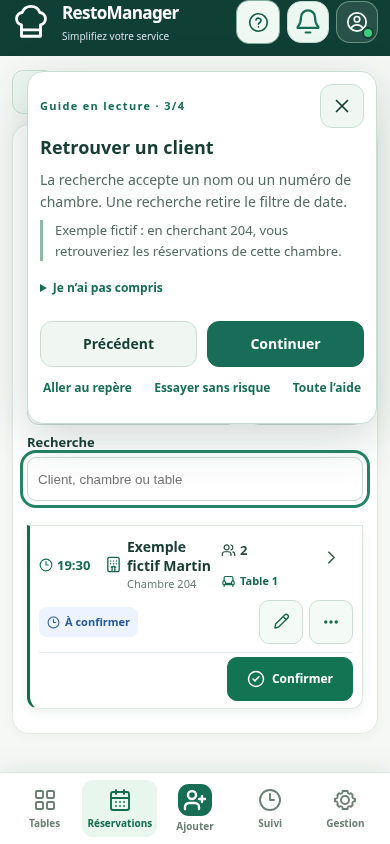 RestoManager
Simplifiez votre service
Guide en lecture · 3/4
Retrouver un client
La recherche accepte un nom ou un numéro de
chambre. Une recherche retire le filtre de date.
Exemple fictif : en cherchant 204, vous
retrouveriez les réservations de cette chambre.
Je n’ai pas compris
Précédent
Continuer
Aller au repère
Essayer sans risque
Toute l’aide
Recherche
Client, chambre ou table
19:30
Exemple
fictif Martin
Chambre 204
2
Table 1
À confirmer
Confirmer
Tables
Réservations
Ajouter
Suivi
Gestion